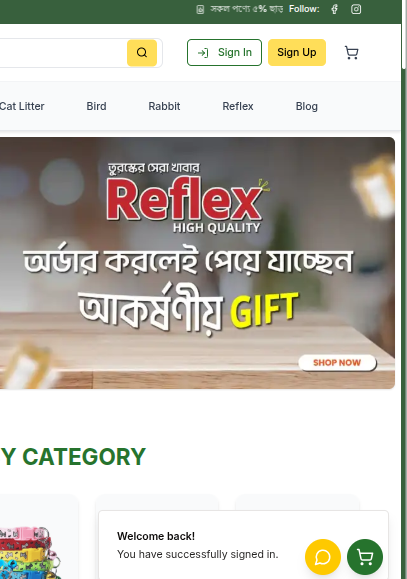 সকল পণ্যে ৫% ছাড় Follow:
Sign In Sign Up
Cat Litter Bird Rabbit Reflex Blog
তুরস্কের সেরা খাবার
Reflex
HIGH QUALITY
অর্ডার করলেই পেয়ে যাচ্ছেন
আকর্ষণীয় GIFT
SHOP NOW
Y CATEGORY
Welcome back!
You have successfully signed in.